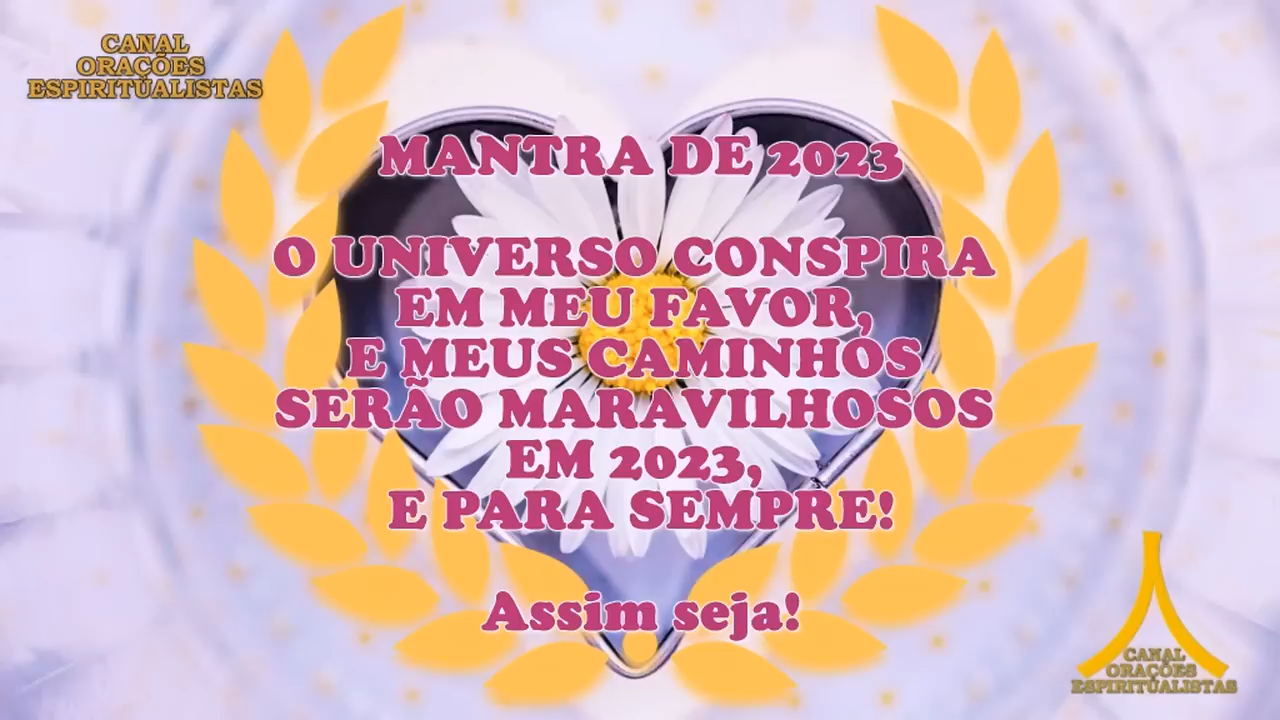 CANAL
ORAÇÕES
ESPIRITUALISTAS
MANTRA DE 2023
O UNIVERSO CONSPIRA
EM MEU FAVOR,
E MEUS CAMINHOS
SERÃO MARAVILHOSOS
EM 2023,
E PARA SEMPRE!
Assim seja!
CANAL
ORAÇÕES
ESPIRITUALISTAS